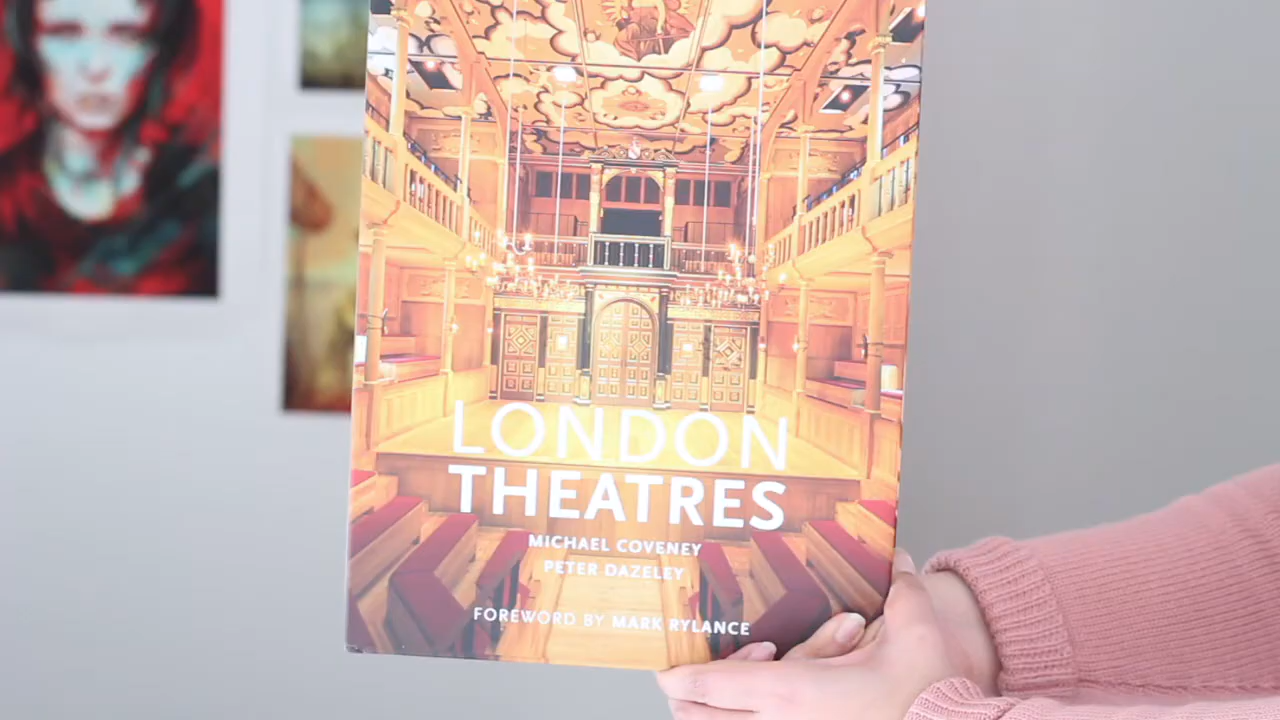 LONDON
THEATRES
MICHAEL COVENEY
PETER DAZELEY
FOREWORD BY MARK RYLANCE